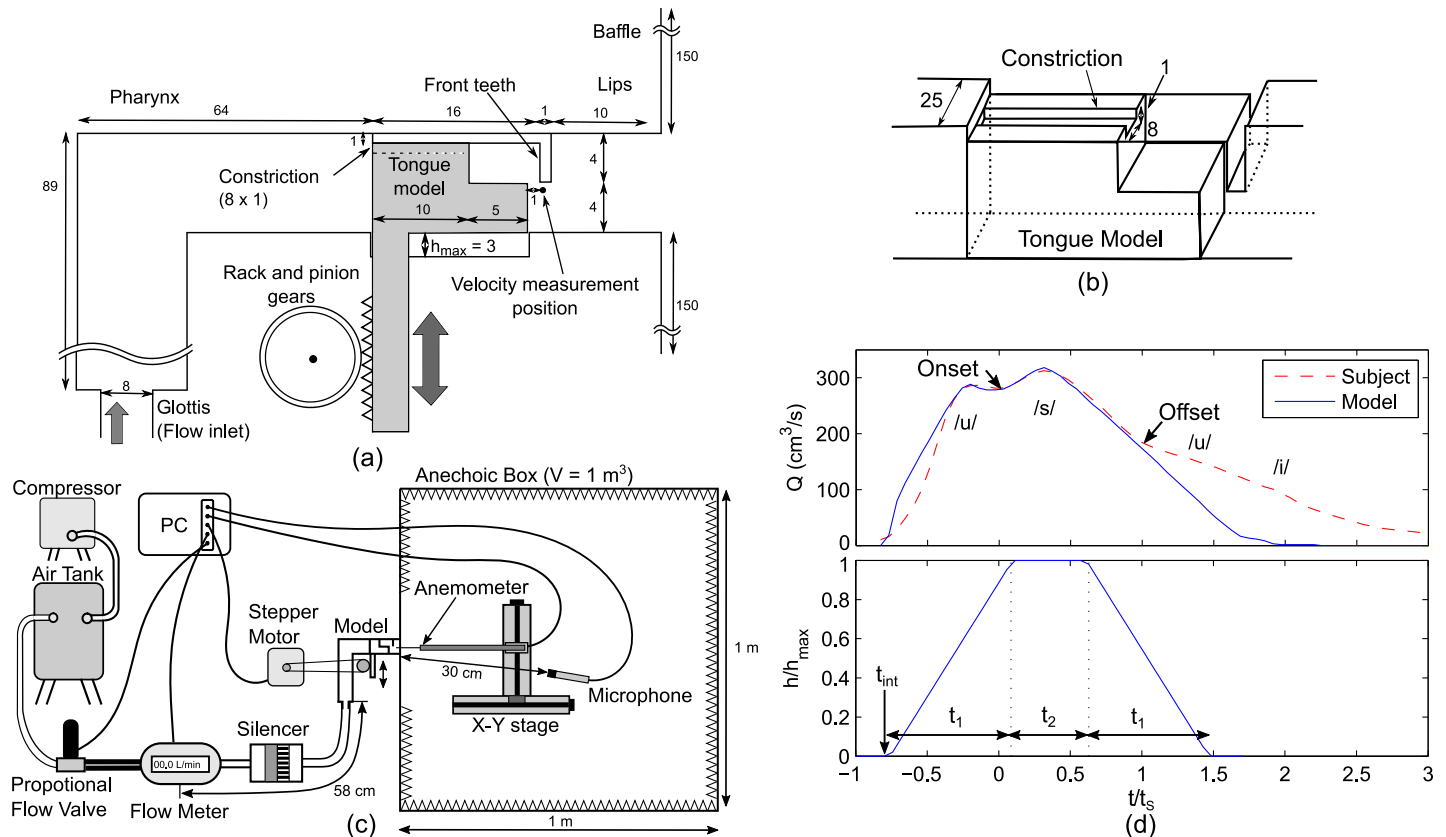 Baffle
150
Front teeth
Lips
Pharynx
64
16
1
10
1
89
Constriction
(8 x 1)
Tongue
model
4
1
4
10
5
h_max = 3
Rack and pinion
gears
Velocity measurement
position
150
8
Glottis
(Flow inlet)
(a)
Constriction
1
25
8
Tongue Model
(b)
Compressor
PC
Air Tank
Stepper
Motor
Model
Anechoic Box (V = 1 m³)
Anemometer
30 cm
Microphone
X-Y stage
1 m
Silencer
00.0 L/min
Propotional
Flow Valve
Flow Meter
58 cm
(c)
1 m
Q (cm³/s)
300
200
100
0
Onset
/u/
/s/
Offset
/u/
/i/
Subject
Model
h/h_max
1
0.8
0.6
0.4
0.2
0
t_int
t₁
t₂
t₁
−1
−0.5
0
0.5
1
1.5
2
2.5
3
t/t_S
(d)